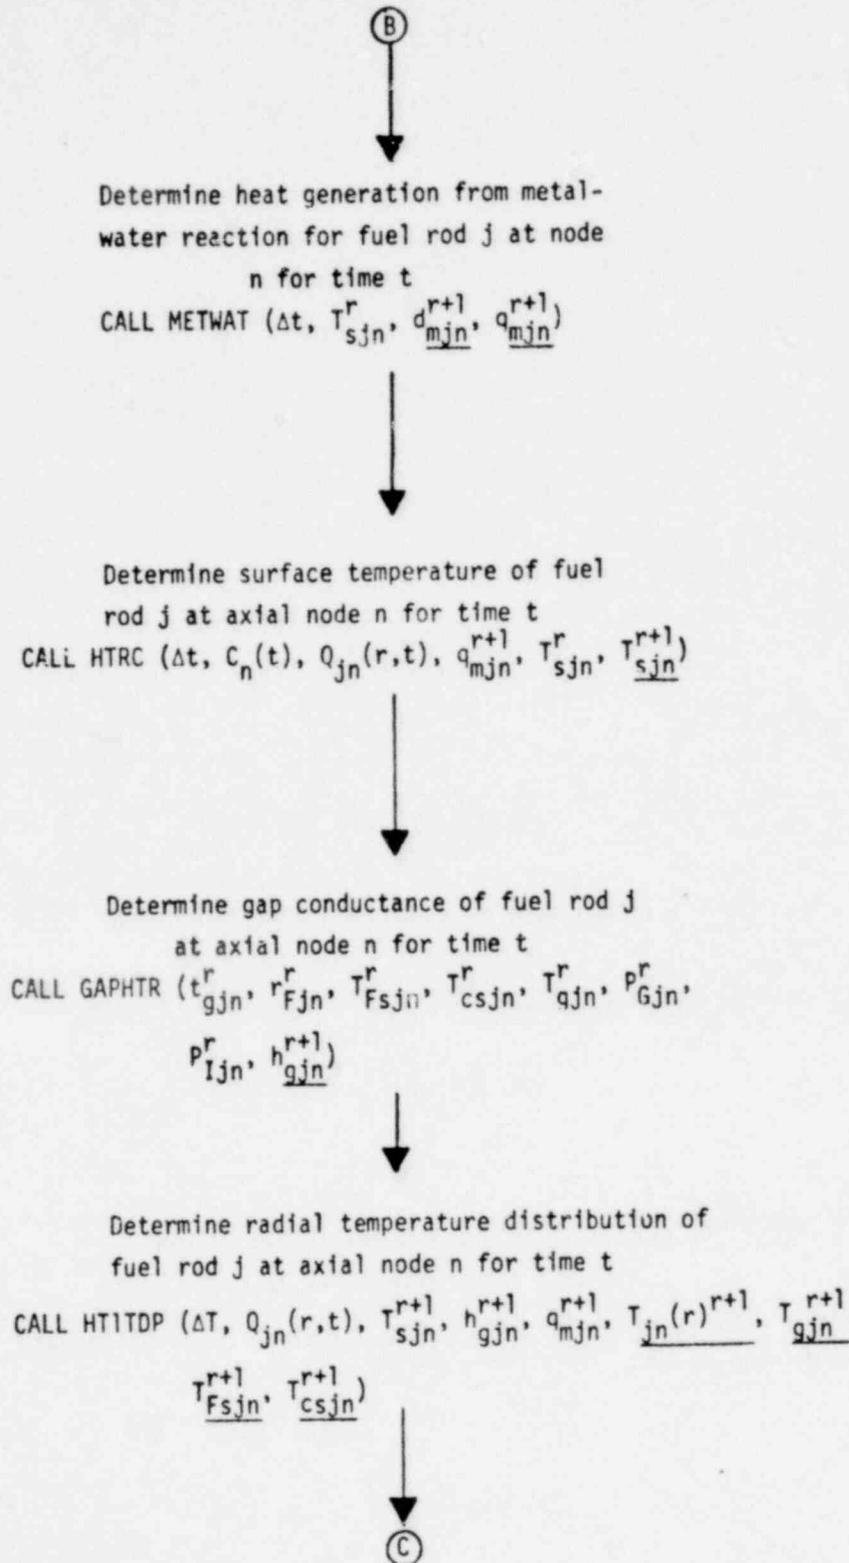 B
Determine heat generation from metal-
water reaction for fuel rod j at node
n for time t
CALL METWAT (Δt, T^r_sjn, d^r+1_mjn, q^r+1_mjn)
Determine surface temperature of fuel
rod j at axial node n for time t
CALL HTRC (Δt, C_n(t), Q_jn(r,t), q^r+1_mjn, T^r_sjn, T^r+1_sjn)
Determine gap conductance of fuel rod j
at axial node n for time t
CALL GAPHTR (t^r_gjn, r^r_Fjn, T^r_Fsjn, T^r_csjn, T^r_gjn, P^r_Gjn,
P^r_Ijn, h^r+1_gjn)
Determine radial temperature distribution of
fuel rod j at axial node n for time t
CALL HT1TDP (ΔT, Q_jn(r,t), T^r+1_sjn, h^r+1_gjn, q^r+1_mjn, T_jn(r)^r+1, T^r+1_gjn
T^r+1_Fsjn, T^r+1_csjn)
C